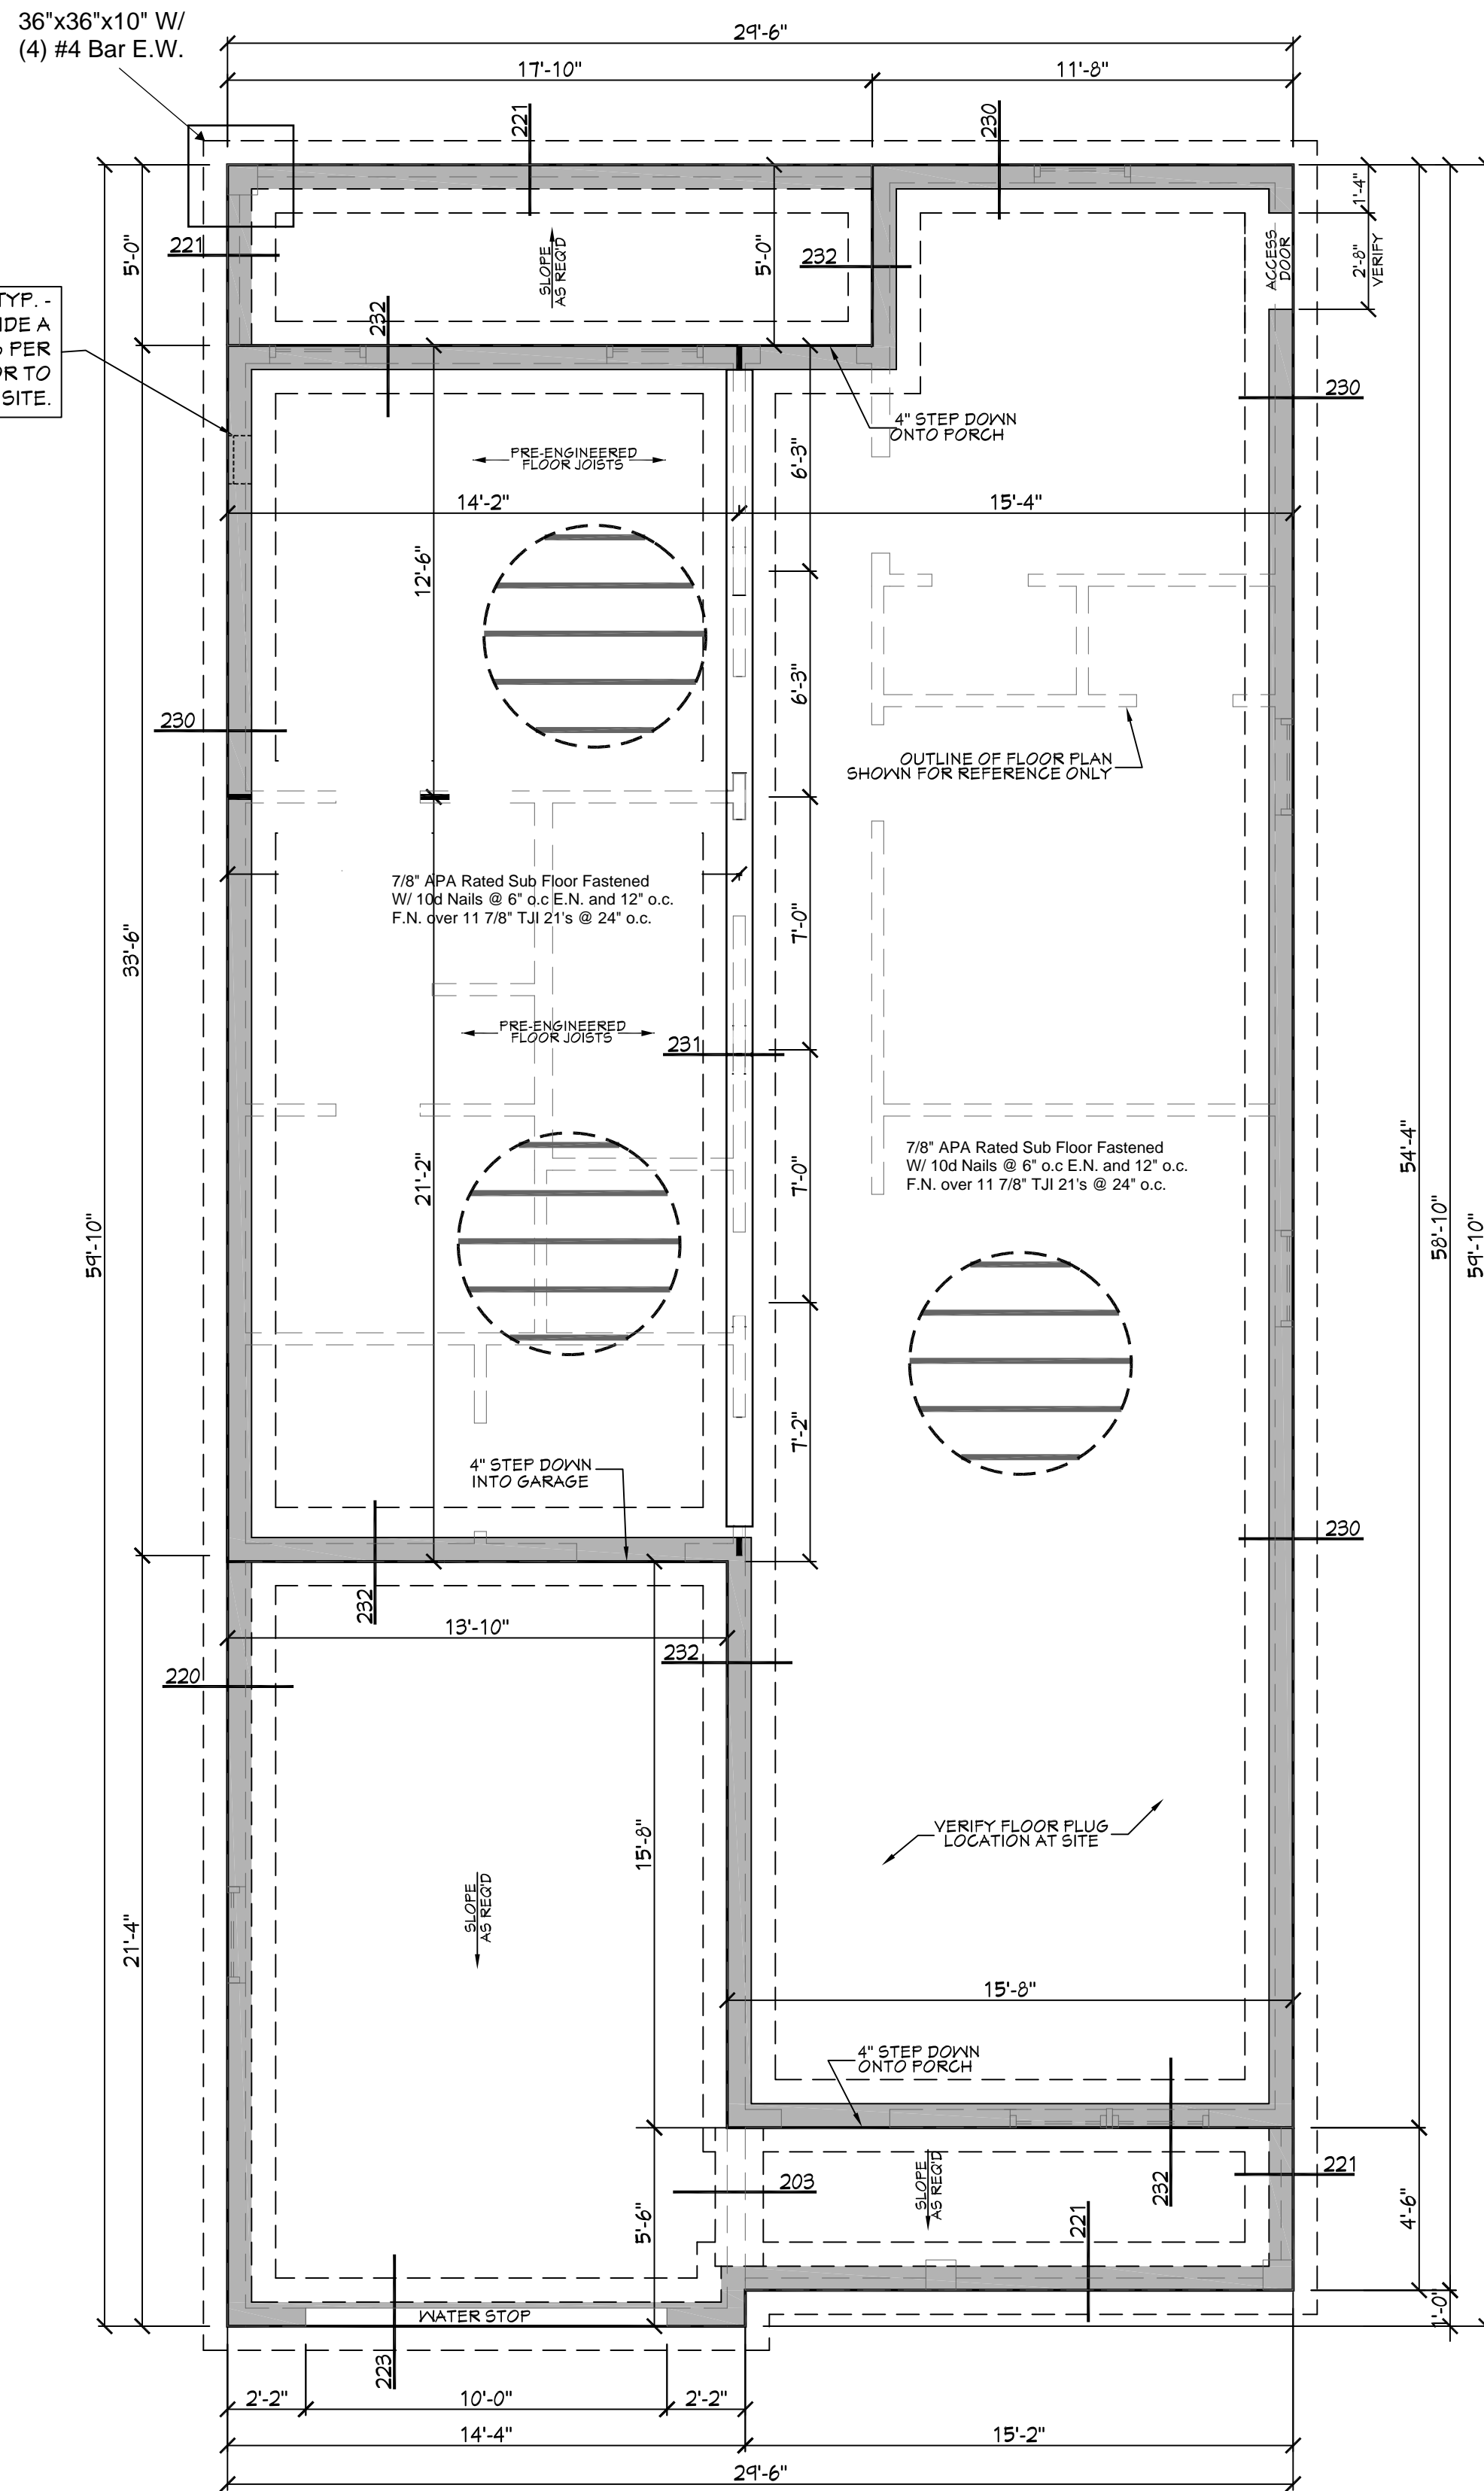 36"x36"x10" W/
(4) #4 Bar E.W.
29'-6"
17'-10"
11'-8"
221
230
5'-0"
221
SLOPE
AS REQ'D
5'-0"
232
ACCESS
DOOR
1'-4"
2'-8"
VERIFY
TYP. -
IDE A
PER
OR TO
SITE.
232
230
4" STEP DOWN
ONTO PORCH
PRE-ENGINEERED
FLOOR JOISTS
6'-3"
14'-2"
15'-4"
12'-6"
6'-3"
230
OUTLINE OF FLOOR PLAN
SHOWN FOR REFERENCE ONLY
7/8" APA Rated Sub Floor Fastened
W/ 10d Nails @ 6" o.c E.N. and 12" o.c.
F.N. over 11 7/8" TJI 21's @ 24" o.c.
33'-6"
7'-0"
PRE-ENGINEERED
FLOOR JOISTS
231
7/8" APA Rated Sub Floor Fastened
W/ 10d Nails @ 6" o.c E.N. and 12" o.c.
F.N. over 11 7/8" TJI 21's @ 24" o.c.
54'-4"
21'-2"
7'-0"
59'-10"
58'-10"
59'-10"
7'-2"
4" STEP DOWN
INTO GARAGE
230
232
13'-10"
232
220
15'-8"
VERIFY FLOOR PLUG
LOCATION AT SITE
SLOPE
AS REQ'D
21'-4"
15'-8"
4" STEP DOWN
ONTO PORCH
203
SLOPE
AS REQ'D
232
221
5'-6"
221
4'-6"
1'-0"
WATER STOP
223
2'-2"
10'-0"
2'-2"
14'-4"
15'-2"
29'-6"